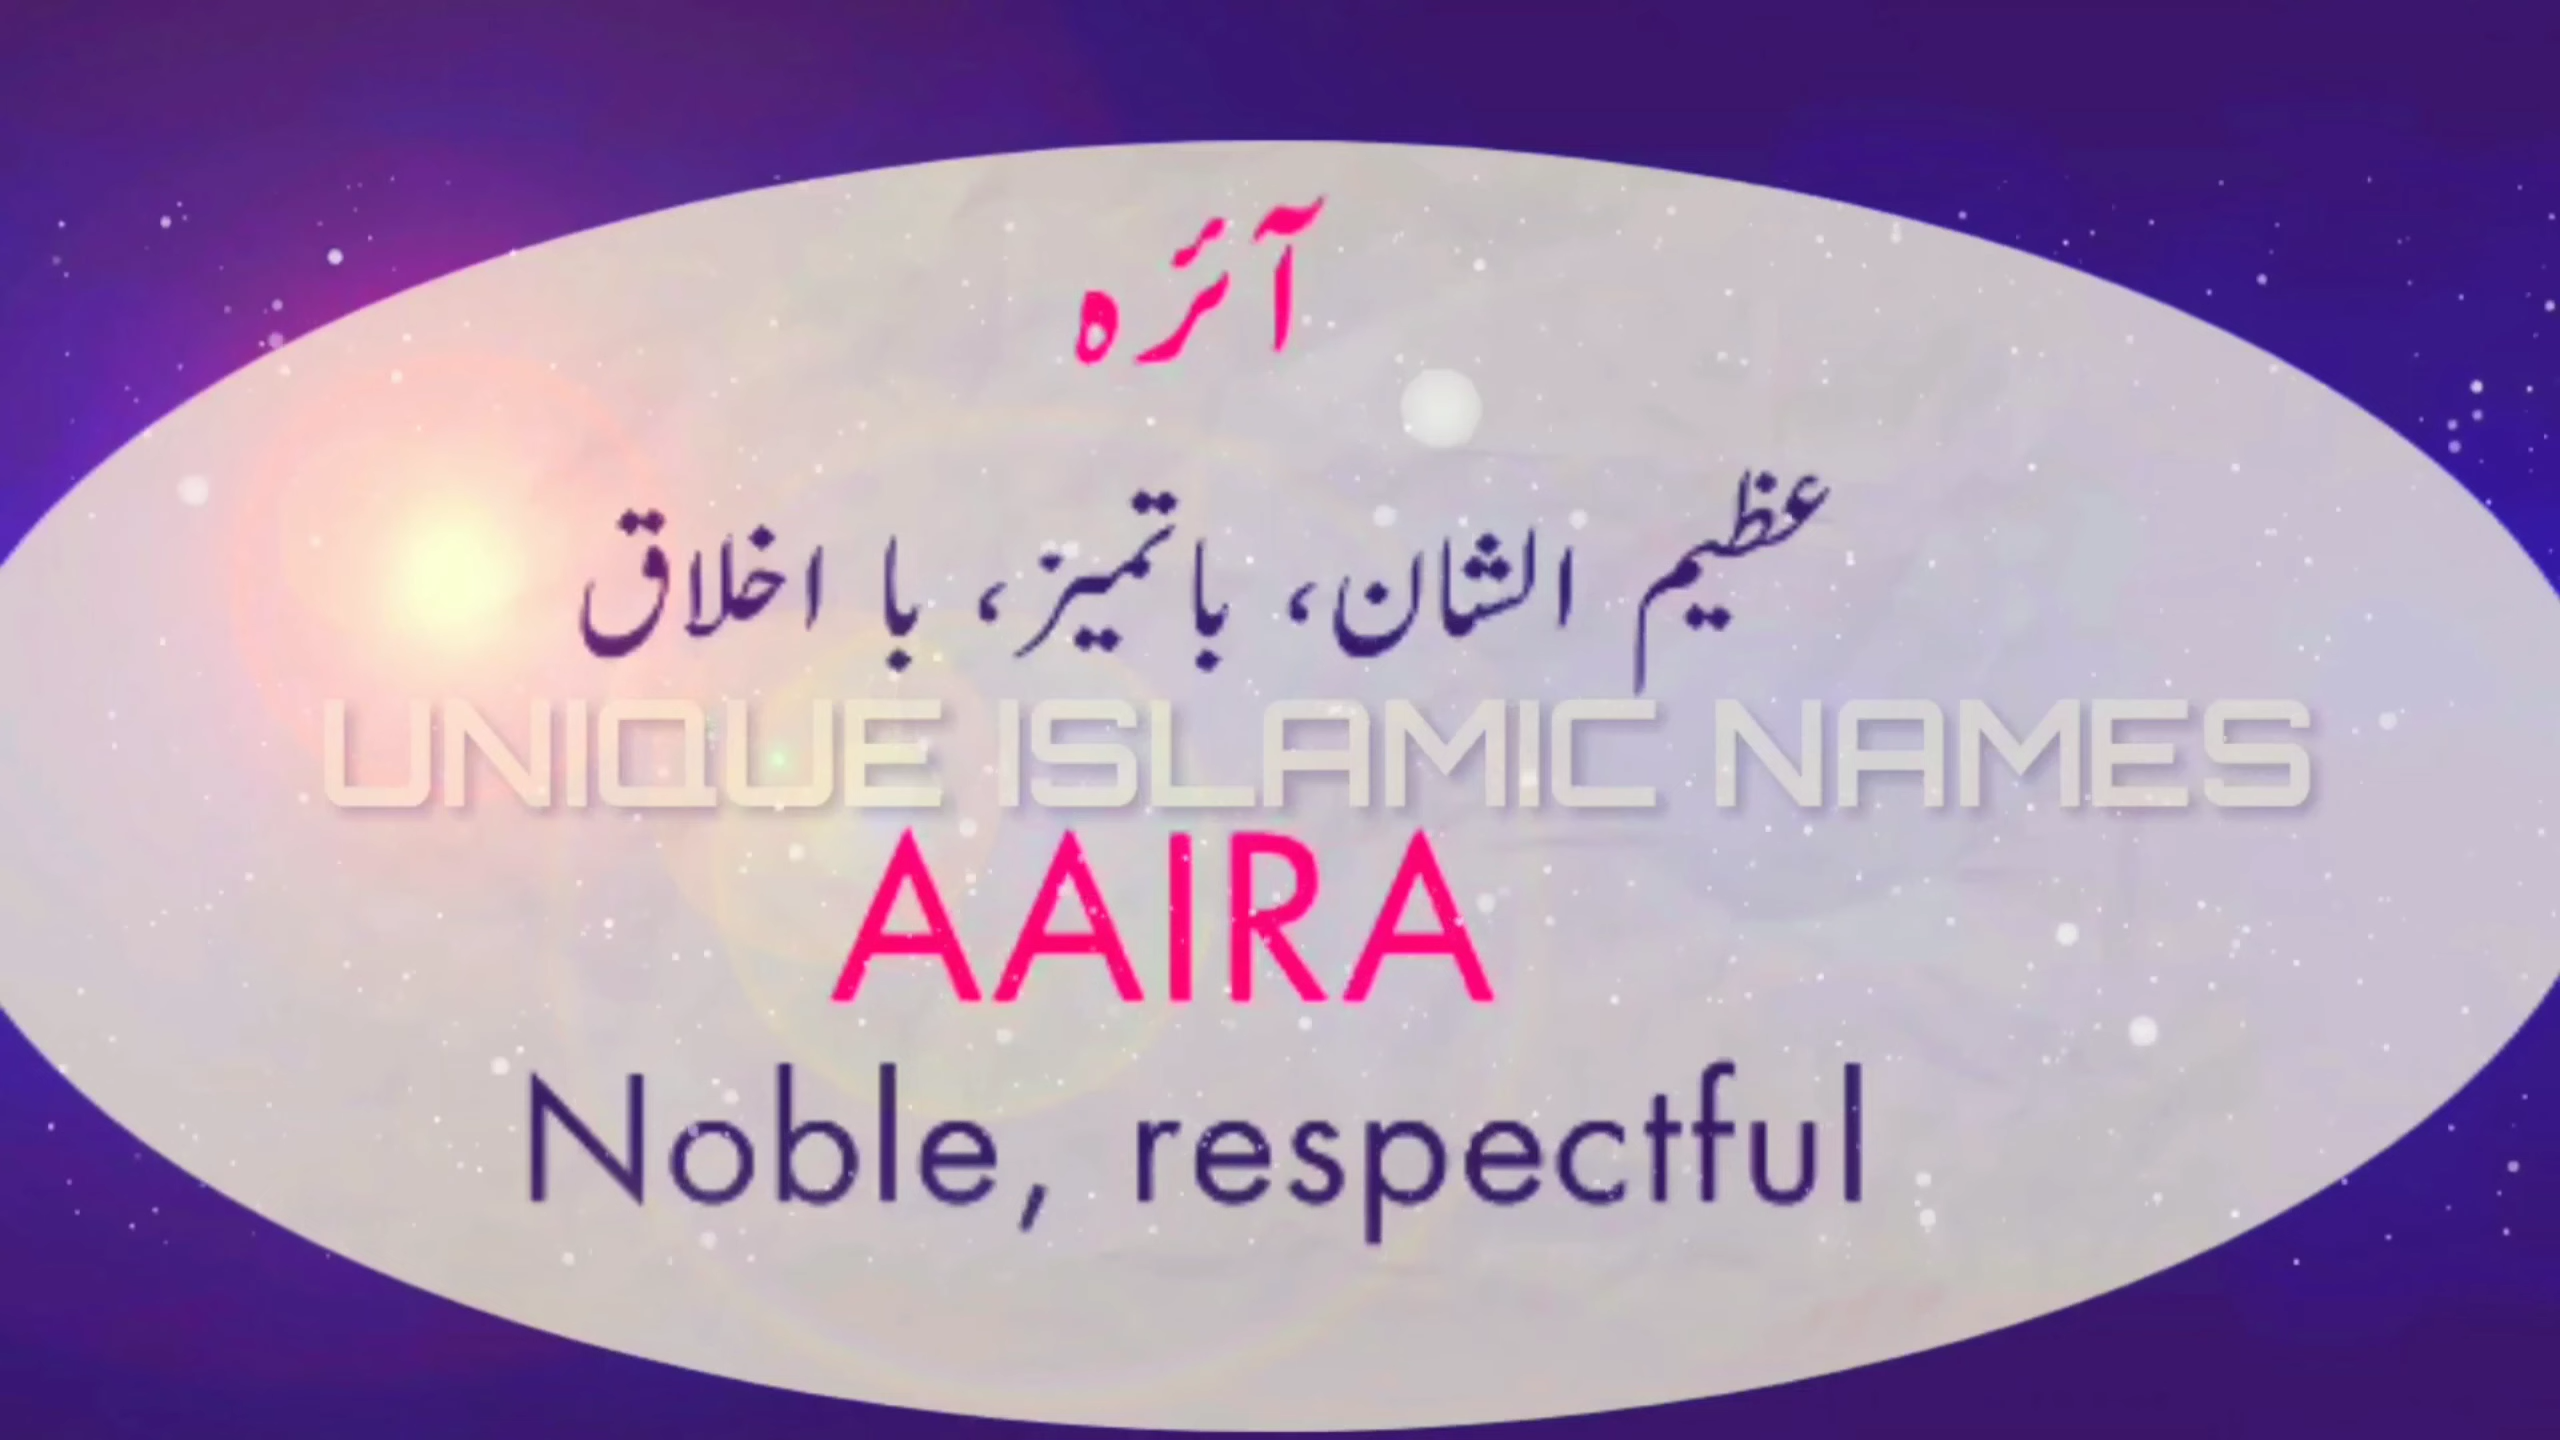 آئرہ
عظیم الشان، باتمیز، با اخلاق
UNIQUE ISLAMIC NAMES
AAIRA
Noble, respectful